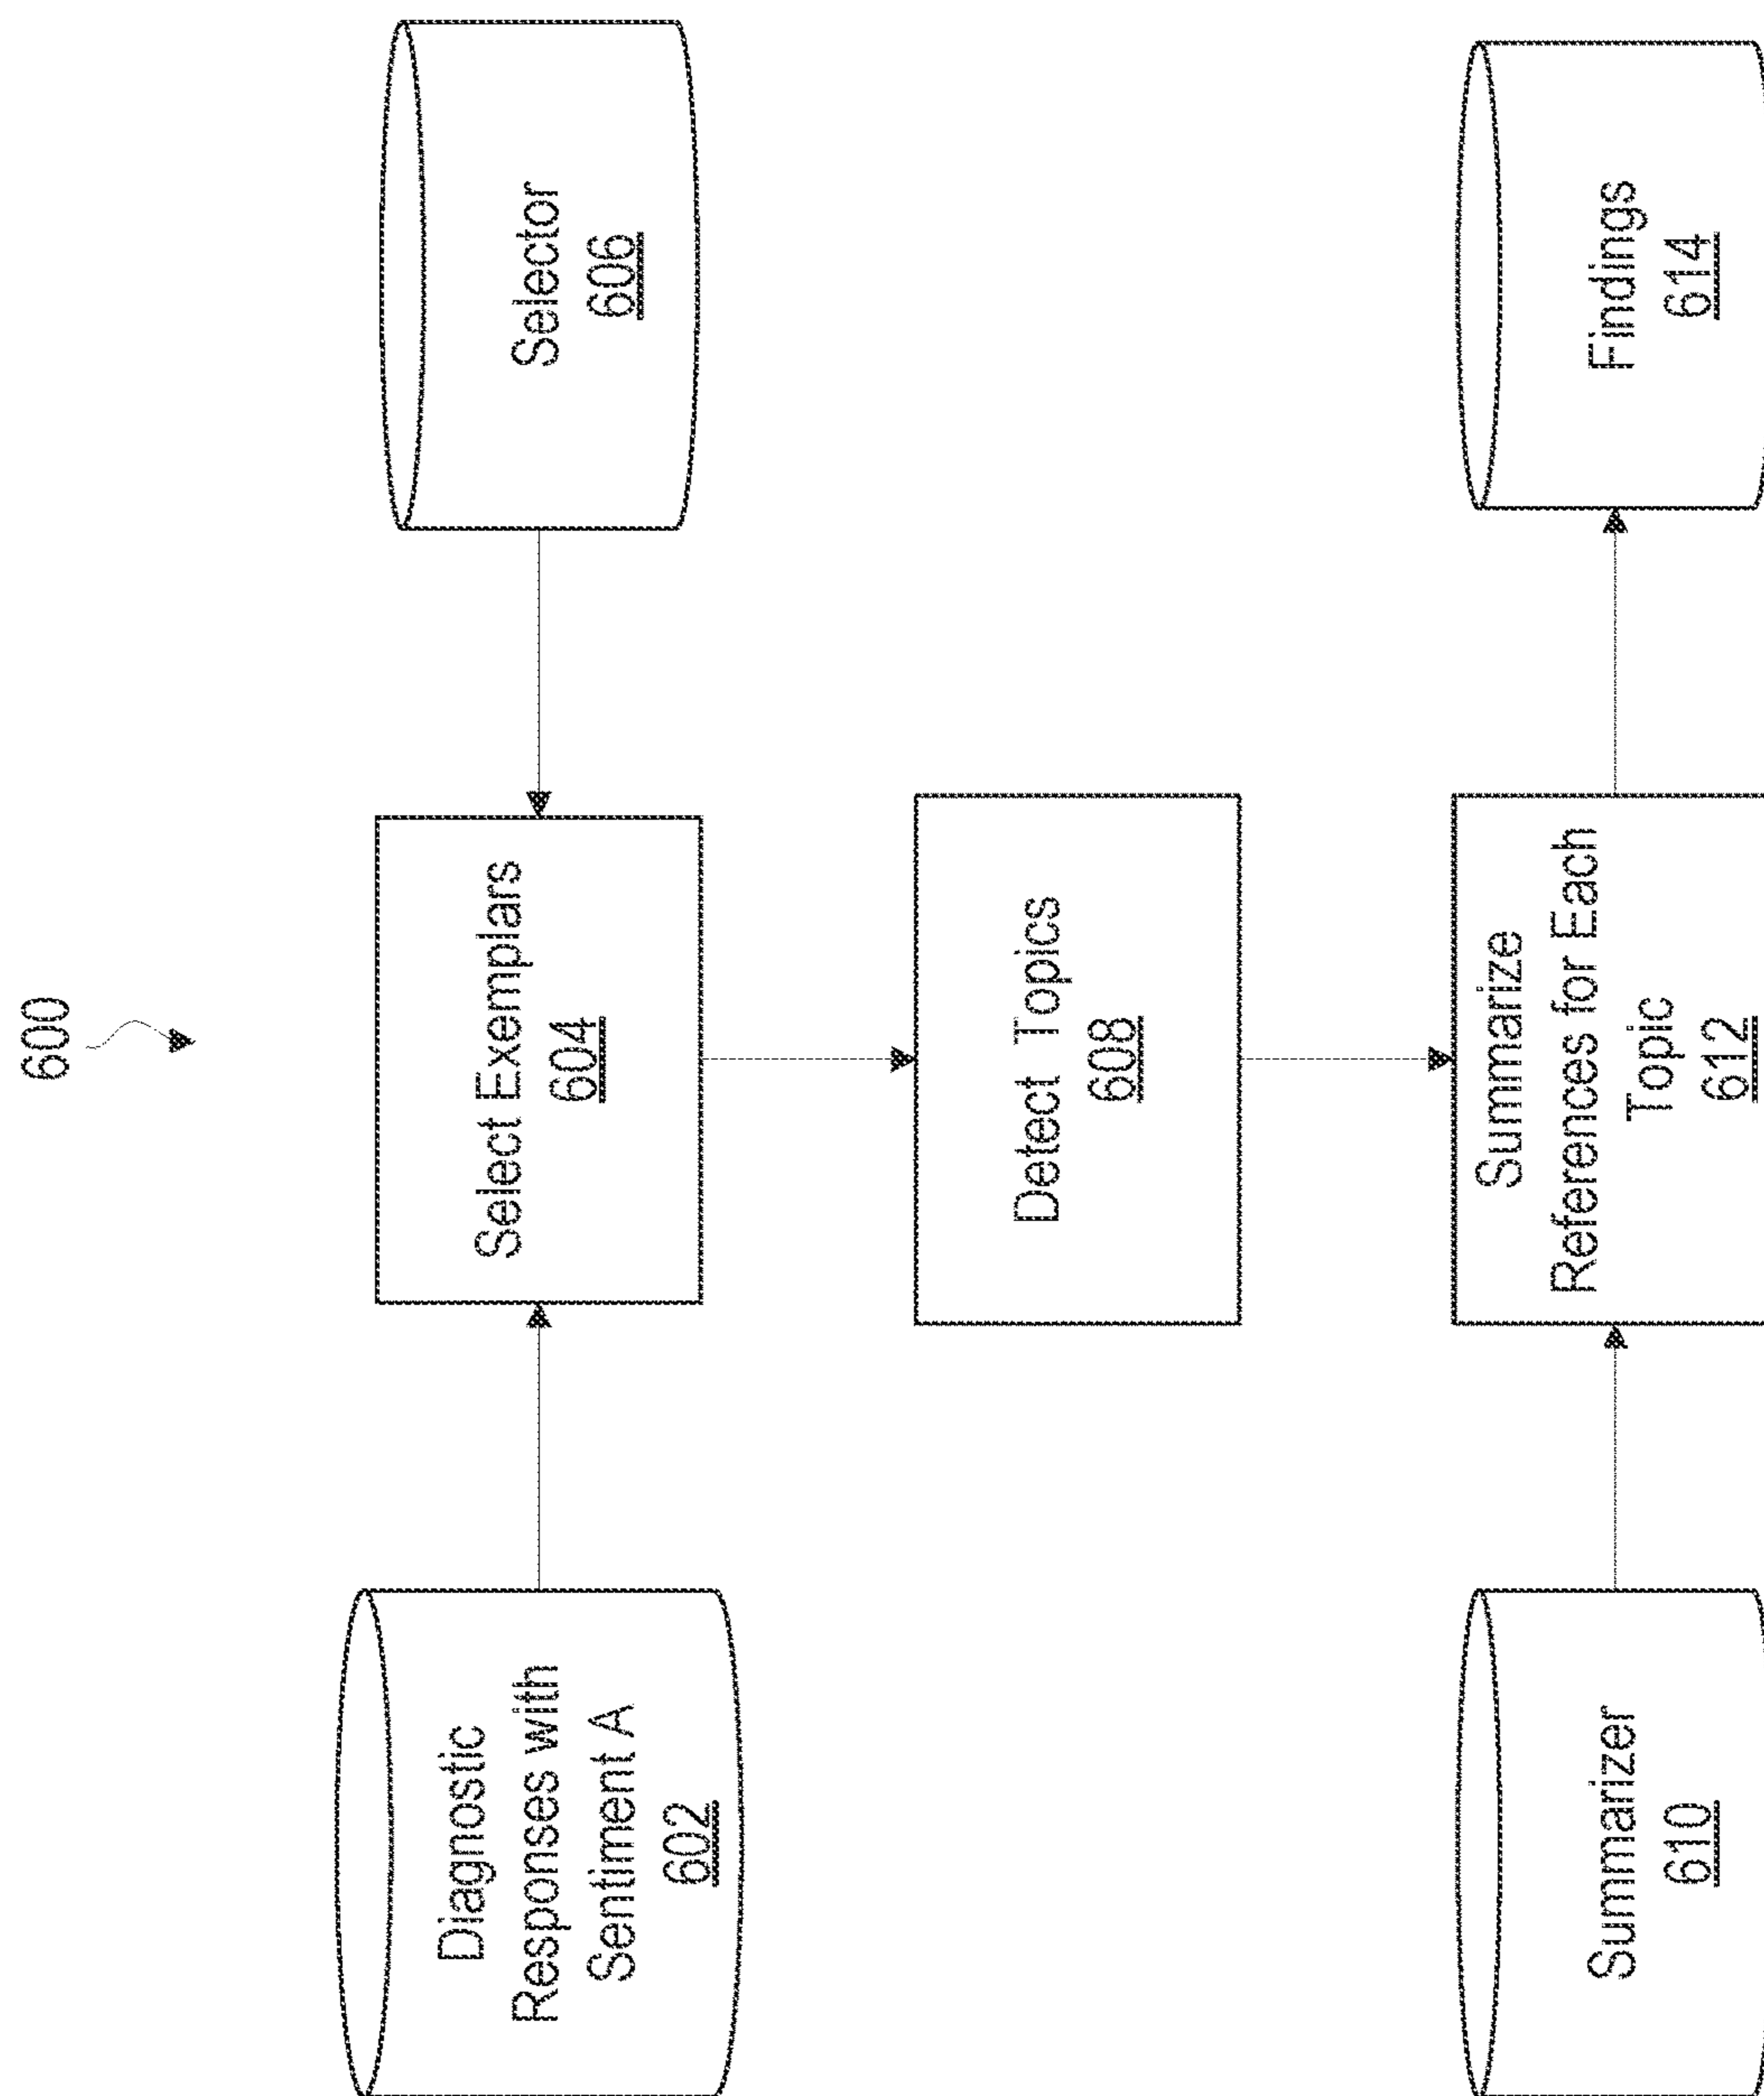 600
Diagnostic
Responses with
Sentiment A
602
Select Exemplars
604
Selector
606
Detect Topics
608
Summarizer
610
Summarize
References for Each
Topic
612
Findings
614